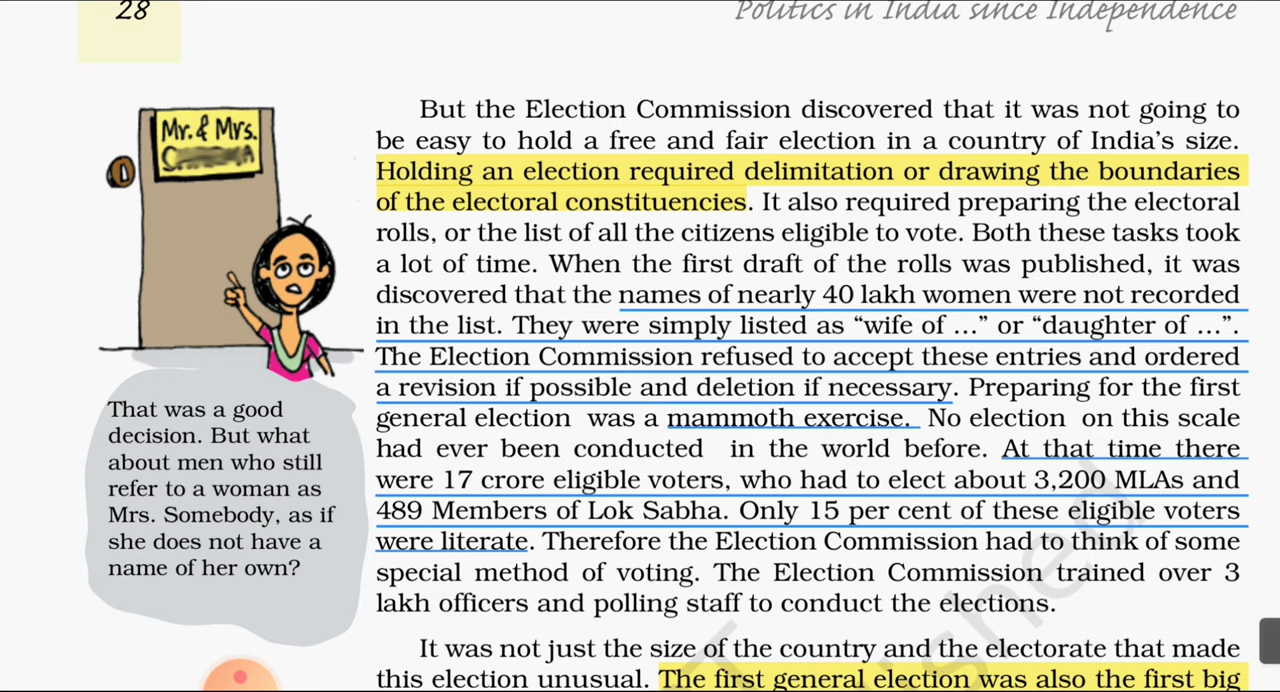 28
Politics in India since Independence
Mr. & Mrs.
But the Election Commission discovered that it was not going to
be easy to hold a free and fair election in a country of India's size.
Holding an election required delimitation or drawing the boundaries
of the electoral constituencies. It also required preparing the electoral
rolls, or the list of all the citizens eligible to vote. Both these tasks took
a lot of time. When the first draft of the rolls was published, it was
discovered that the names of nearly 40 lakh women were not recorded
in the list. They were simply listed as “wife of ...” or “daughter of ...”.
The Election Commission refused to accept these entries and ordered
a revision if possible and deletion if necessary. Preparing for the first
general election was a mammoth exercise. No election on this scale
had ever been conducted in the world before. At that time there
were 17 crore eligible voters, who had to elect about 3,200 MLAs and
489 Members of Lok Sabha. Only 15 per cent of these eligible voters
were literate. Therefore the Election Commission had to think of some
special method of voting. The Election Commission trained over 3
lakh officers and polling staff to conduct the elections.
It was not just the size of the country and the electorate that made
this election unusual. The first general election was also the first big
That was a good
decision. But what
about men who still
refer to a woman as
Mrs. Somebody, as if
she does not have a
name of her own?